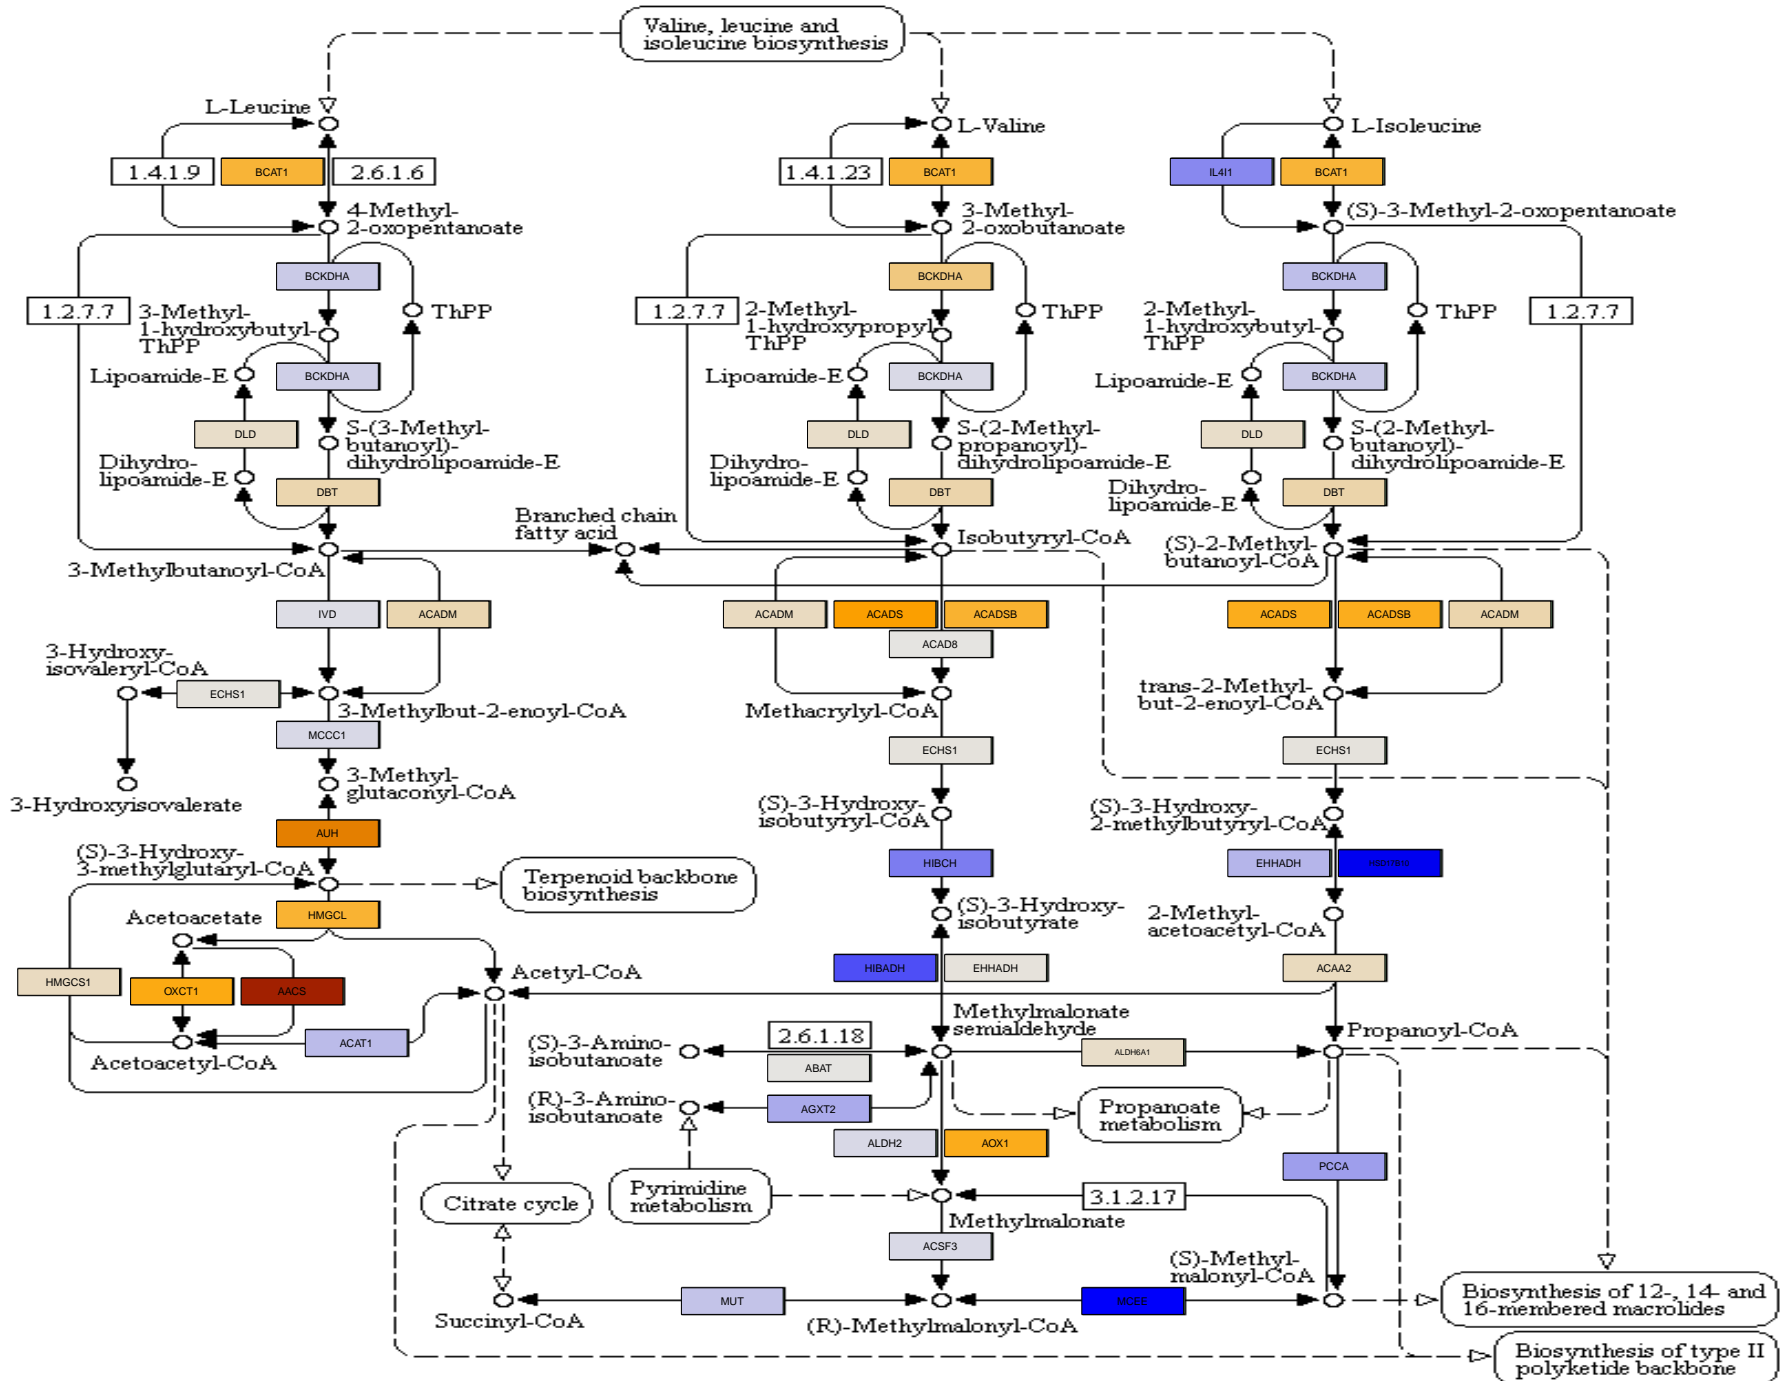 Valine, leucine and
isoleucine biosynthesis
L-Leucine
L-Valine
L-Isoleucine
1.4.1.9
BCAT1
2.6.1.6
1.4.1.23
BCAT1
IL4I1
BCAT1
4-Methyl-
2-oxopentanoate
3-Methyl-
2-oxobutanoate
(S)-3-Methyl-2-oxopentanoate
BCKDHA
BCKDHA
BCKDHA
1.2.7.7
3-Methyl-
1-hydroxybutyl-
ThPP
ThPP
1.2.7.7
2-Methyl-
1-hydroxypropyl
ThPP
ThPP
2-Methyl-
1-hydroxybutyl-
ThPP
ThPP
1.2.7.7
Lipoamide-E
BCKDHA
Lipoamide-E
BCKDHA
Lipoamide-E
BCKDHA
DLD
S-(3-Methyl-
butanoyl)-
dihydrolipoamide-E
DLD
S-(2-Methyl-
propanoyl)-
dihydrolipoamide-E
DLD
S-(2-Methyl-
butanoyl)-
dihydrolipoamide-E
Dihydro-
lipoamide-E
DBT
Dihydro-
lipoamide-E
DBT
Dihydro-
lipoamide-E
DBT
Branched chain
fatty acid
3-Methylbutanoyl-CoA
Isobutyryl-CoA
(S)-2-Methyl-
butanoyl-CoA
IVD
ACADM
ACADM
ACADS
ACADSB
ACAD8
ACADS
ACADSB
ACADM
3-Hydroxy-
isovaleryl-CoA
ECHS1
3-Methylbut-2-enoyl-CoA
Methacrylyl-CoA
trans-2-Methyl-
but-2-enoyl-CoA
MCCC1
ECHS1
ECHS1
3-Hydroxyisovalerate
3-Methyl-
glutaconyl-CoA
(S)-3-Hydroxy-
isobutyryl-CoA
(S)-3-Hydroxy-
2-methylbutyryl-CoA
AUH
HIBCH
EHHADH
(S)-3-Hydroxy-
3-methylglutaryl-CoA
Terpenoid backbone
biosynthesis
HMGCL
Acetoacetate
(S)-3-Hydroxy-
isobutyrate
2-Methyl-
acetoacetyl-CoA
HMGCS1
OXCT1
AACS
Acetyl-CoA
HIBADH
EHHADH
ACAA2
Acetoacetyl-CoA
ACAT1
Methylmalonate
semialdehyde
Propanoyl-CoA
(S)-3-Amino-
isobutanoate
2.6.1.18
ABAT
ALDH6A1
(R)-3-Amino-
isobutanoate
AGXT2
Propanoate
metabolism
ALDH2
AOX1
PCCA
Citrate cycle
Pyrimidine
metabolism
3.1.2.17
Methylmalonate
ACSF3
(S)-Methyl-
malonyl-CoA
MUT
MCEE
Succinyl-CoA
(R)-Methylmalonyl-CoA
Biosynthesis of 12-, 14- and
16-membered macrolides
Biosynthesis of type II
polyketide backbone